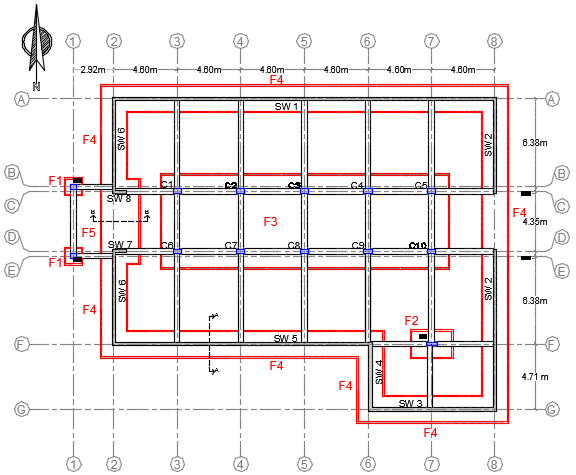 1 2 3 4 5 6 7 8
2.92m 4.60m 4.60m 4.60m 4.60m 4.60m 4.60m
F4
A A
SW 1
N
F4 SW 6 SW 2 6.38m
B B
F1 C1 C2 C3 C4 C5
C SW 8 C
F4
F5 F3 4.35m
D D
SW 7 C6 C7 C8 C9 C10
F1
E E
SW 6 SW 2 6.38m
F4 A F2
F SW 5 F
F4 A SW 4 4.71 m
F4
G SW 3 G
F4
1 2 3 4 5 6 7 8